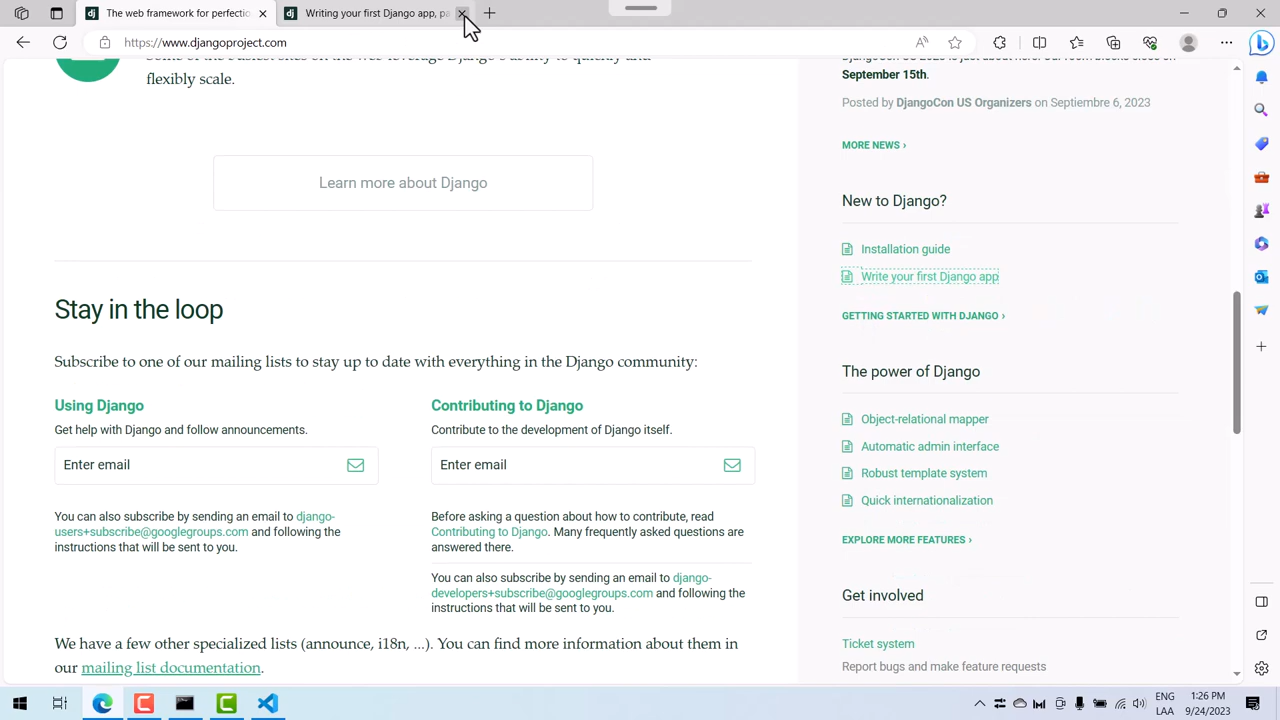 The web framework for perfectio
Writing your first Django app, pa
https://www.djangoproject.com
flexibly scale.
Learn more about Django
Stay in the loop
Subscribe to one of our mailing lists to stay up to date with everything in the Django community:
Using Django
Get help with Django and follow announcements.
Enter email
You can also subscribe by sending an email to django-
users+subscribe@googlegroups.com and following the
instructions that will be sent to you.
Contributing to Django
Contribute to the development of Django itself.
Enter email
Before asking a question about how to contribute, read
Contributing to Django. Many frequently asked questions are
answered there.
You can also subscribe by sending an email to django-
developers+subscribe@googlegroups.com and following the
instructions that will be sent to you.
We have a few other specialized lists (announce, i18n, ...). You can find more information about them in
our mailing list documentation.
September 15th.
Posted by DjangoCon US Organizers on Septiembre 6, 2023
MORE NEWS ›
New to Django?
Installation guide
Write your first Django app
GETTING STARTED WITH DJANGO ›
The power of Django
Object-relational mapper
Automatic admin interface
Robust template system
Quick internationalization
EXPLORE MORE FEATURES ›
Get involved
Ticket system
Report bugs and make feature requests
ENG
LAA
1:26 PM
9/24/2023